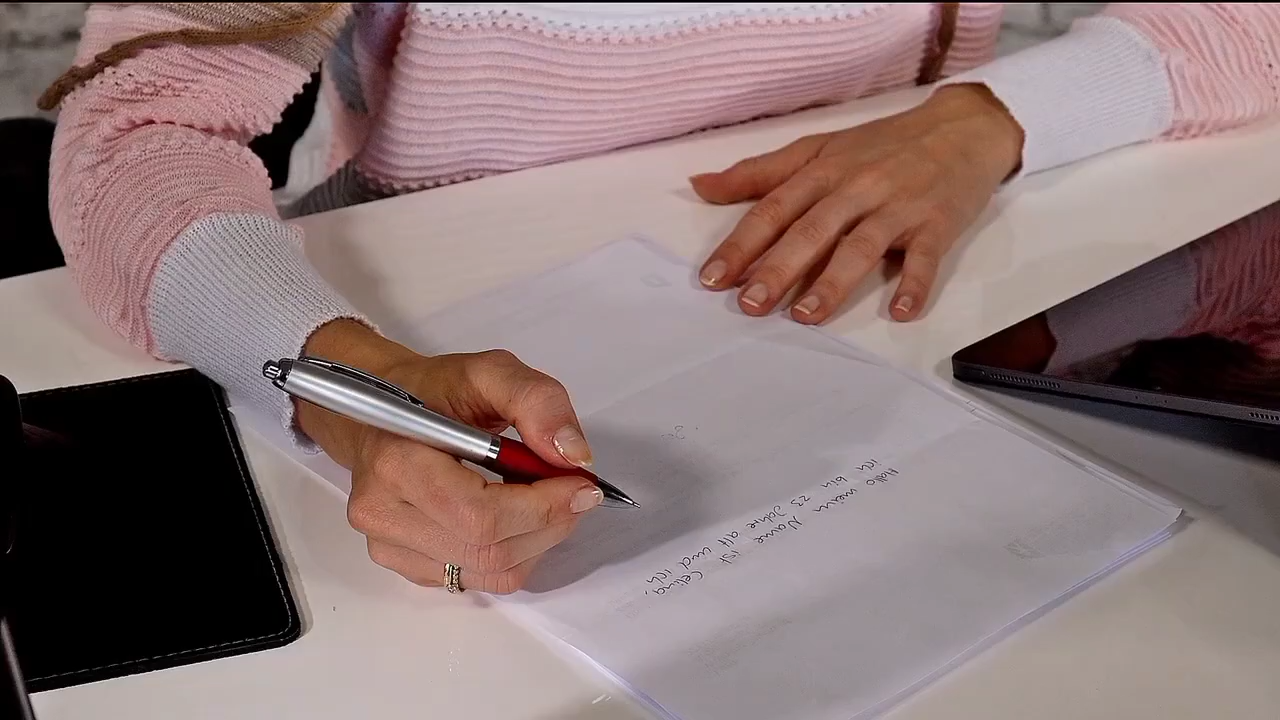 Hallo mein Name ist Celina,
ich bin 23 Jahre alt und ich